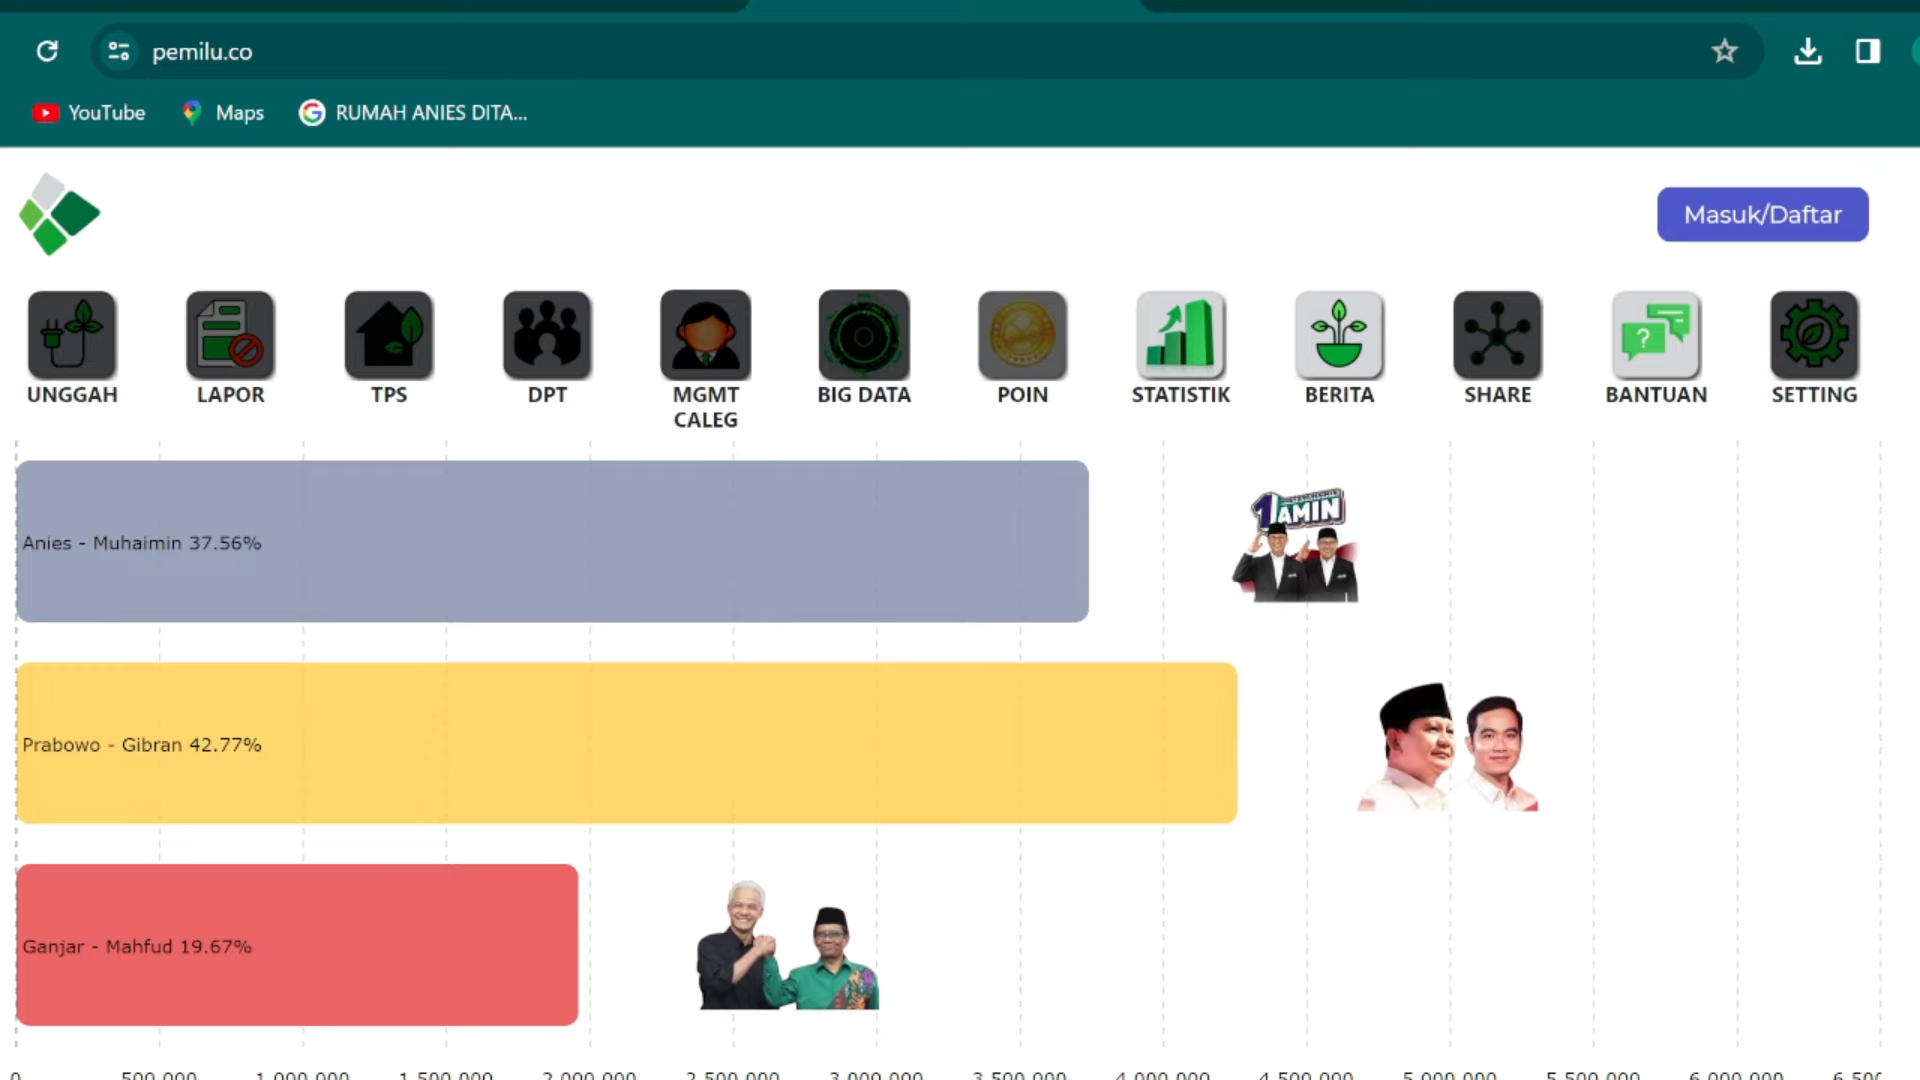 pemilu.co
YouTube Maps RUMAH ANIES DITA...
Masuk/Daftar
UNGGAH LAPOR TPS DPT MGMT CALEG BIG DATA POIN STATISTIK BERITA SHARE BANTUAN SETTING
1 AMIN
Anies - Muhaimin 37.56%
Prabowo - Gibran 42.77%
Ganjar - Mahfud 19.67%
0 500,000 1,000,000 1,500,000 2,000,000 2,500,000 3,000,000 3,500,000 4,000,000 4,500,000 5,000,000 5,500,000 6,000,000